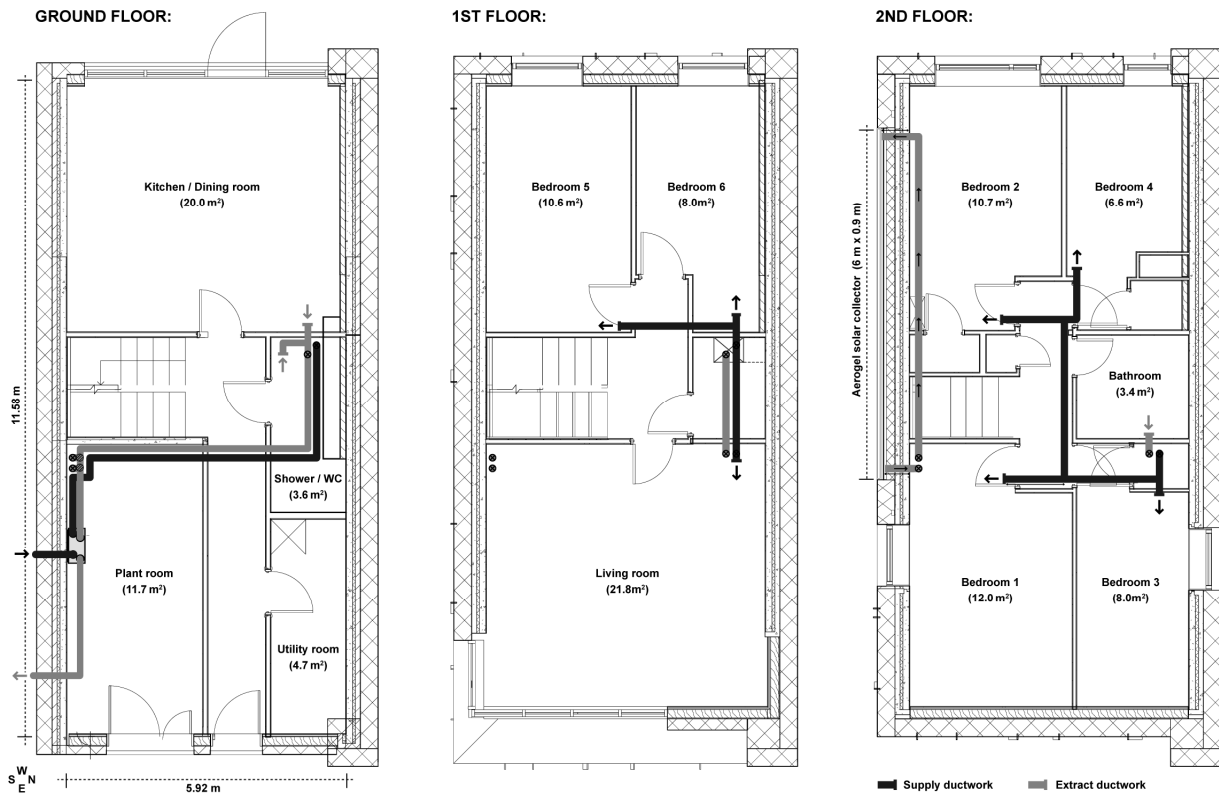 GROUND FLOOR:
1ST FLOOR:
2ND FLOOR:
Kitchen / Dining room
(20.0 m²)
Shower / WC
(3.6 m²)
Plant room
(11.7 m²)
Utility room
(4.7 m²)
11.58 m
5.92 m
W
S N
E
Bedroom 5
(10.6 m²)
Bedroom 6
(8.0m²)
Living room
(21.8m²)
Aerogel solar collector (6 m x 0.9 m)
Bedroom 2
(10.7 m²)
Bedroom 4
(6.6 m²)
Bathroom
(3.4 m²)
Bedroom 1
(12.0 m²)
Bedroom 3
(8.0m²)
Supply ductwork
Extract ductwork